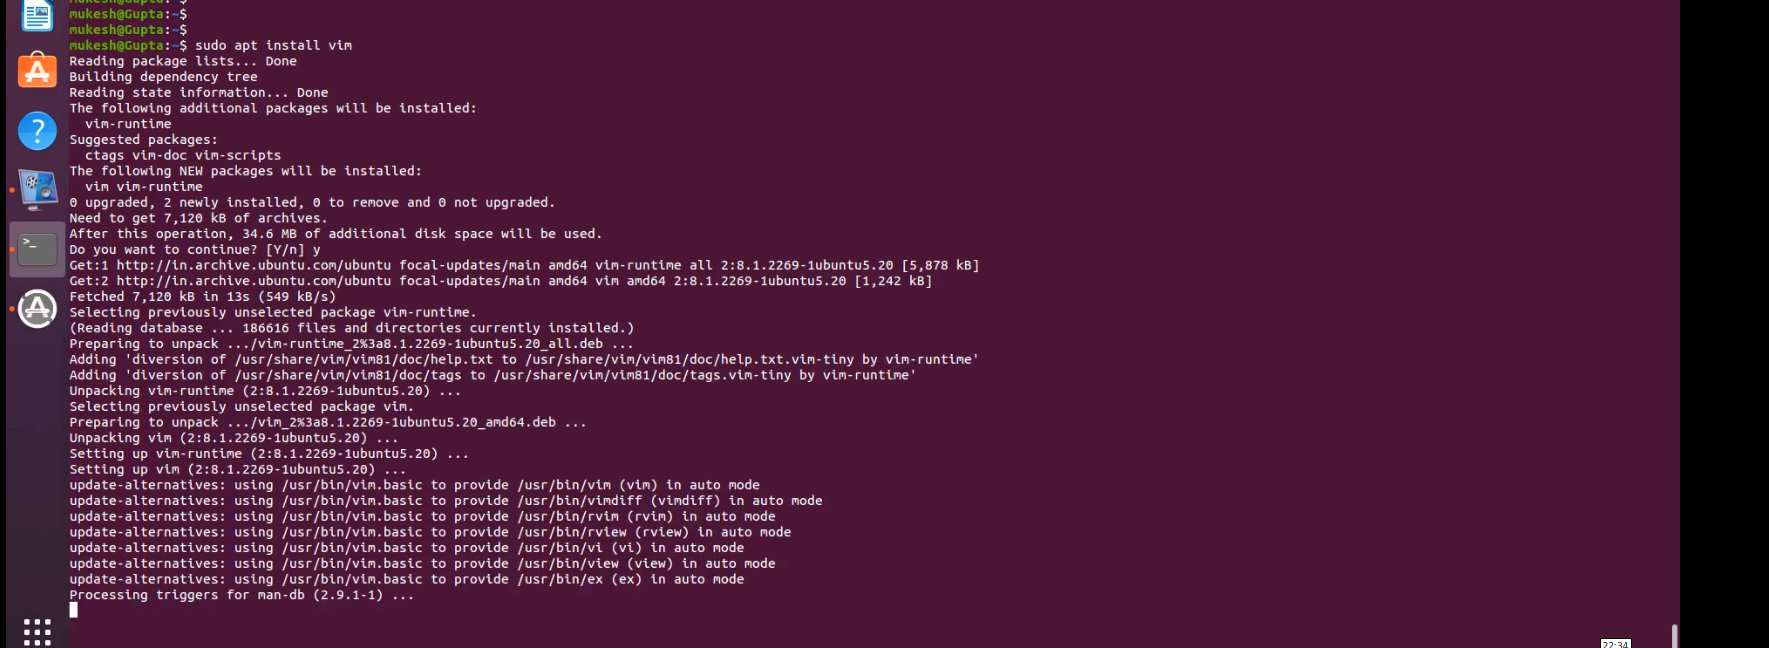 mukesh@Gupta:~$
mukesh@Gupta:~$
mukesh@Gupta:~$
mukesh@Gupta:~$ sudo apt install vim
Reading package lists... Done
Building dependency tree
Reading state information... Done
The following additional packages will be installed:
  vim-runtime
Suggested packages:
  ctags vim-doc vim-scripts
The following NEW packages will be installed:
  vim vim-runtime
0 upgraded, 2 newly installed, 0 to remove and 0 not upgraded.
Need to get 7,120 kB of archives.
After this operation, 34.6 MB of additional disk space will be used.
Do you want to continue? [Y/n] y
Get:1 http://in.archive.ubuntu.com/ubuntu focal-updates/main amd64 vim-runtime all 2:8.1.2269-1ubuntu5.20 [5,878 kB]
Get:2 http://in.archive.ubuntu.com/ubuntu focal-updates/main amd64 vim amd64 2:8.1.2269-1ubuntu5.20 [1,242 kB]
Fetched 7,120 kB in 13s (549 kB/s)
Selecting previously unselected package vim-runtime.
(Reading database ... 186616 files and directories currently installed.)
Preparing to unpack .../vim-runtime_2%3a8.1.2269-1ubuntu5.20_all.deb ...
Adding 'diversion of /usr/share/vim/vim81/doc/help.txt to /usr/share/vim/vim81/doc/help.txt.vim-tiny by vim-runtime'
Adding 'diversion of /usr/share/vim/vim81/doc/tags to /usr/share/vim/vim81/doc/tags.vim-tiny by vim-runtime'
Unpacking vim-runtime (2:8.1.2269-1ubuntu5.20) ...
Selecting previously unselected package vim.
Preparing to unpack .../vim_2%3a8.1.2269-1ubuntu5.20_amd64.deb ...
Unpacking vim (2:8.1.2269-1ubuntu5.20) ...
Setting up vim-runtime (2:8.1.2269-1ubuntu5.20) ...
Setting up vim (2:8.1.2269-1ubuntu5.20) ...
update-alternatives: using /usr/bin/vim.basic to provide /usr/bin/vim (vim) in auto mode
update-alternatives: using /usr/bin/vim.basic to provide /usr/bin/vimdiff (vimdiff) in auto mode
update-alternatives: using /usr/bin/vim.basic to provide /usr/bin/rvim (rvim) in auto mode
update-alternatives: using /usr/bin/vim.basic to provide /usr/bin/rview (rview) in auto mode
update-alternatives: using /usr/bin/vim.basic to provide /usr/bin/vi (vi) in auto mode
update-alternatives: using /usr/bin/vim.basic to provide /usr/bin/view (view) in auto mode
update-alternatives: using /usr/bin/vim.basic to provide /usr/bin/ex (ex) in auto mode
Processing triggers for man-db (2.9.1-1) ...
22:34